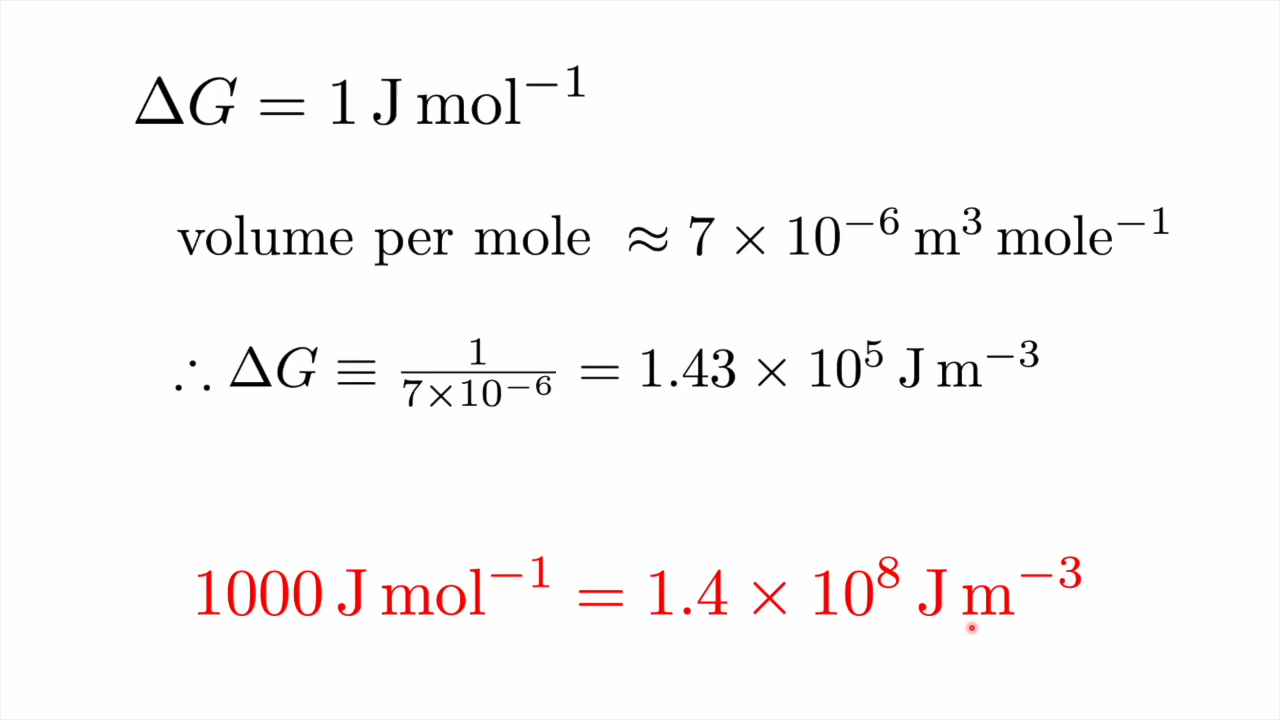 ΔG = 1 J mol⁻¹
volume per mole ≈ 7 × 10⁻⁶ m³ mole⁻¹
∴ ΔG ≡ 1/(7×10⁻⁶) = 1.43 × 10⁵ J m⁻³
1000 J mol⁻¹ = 1.4 × 10⁸ J m⁻³